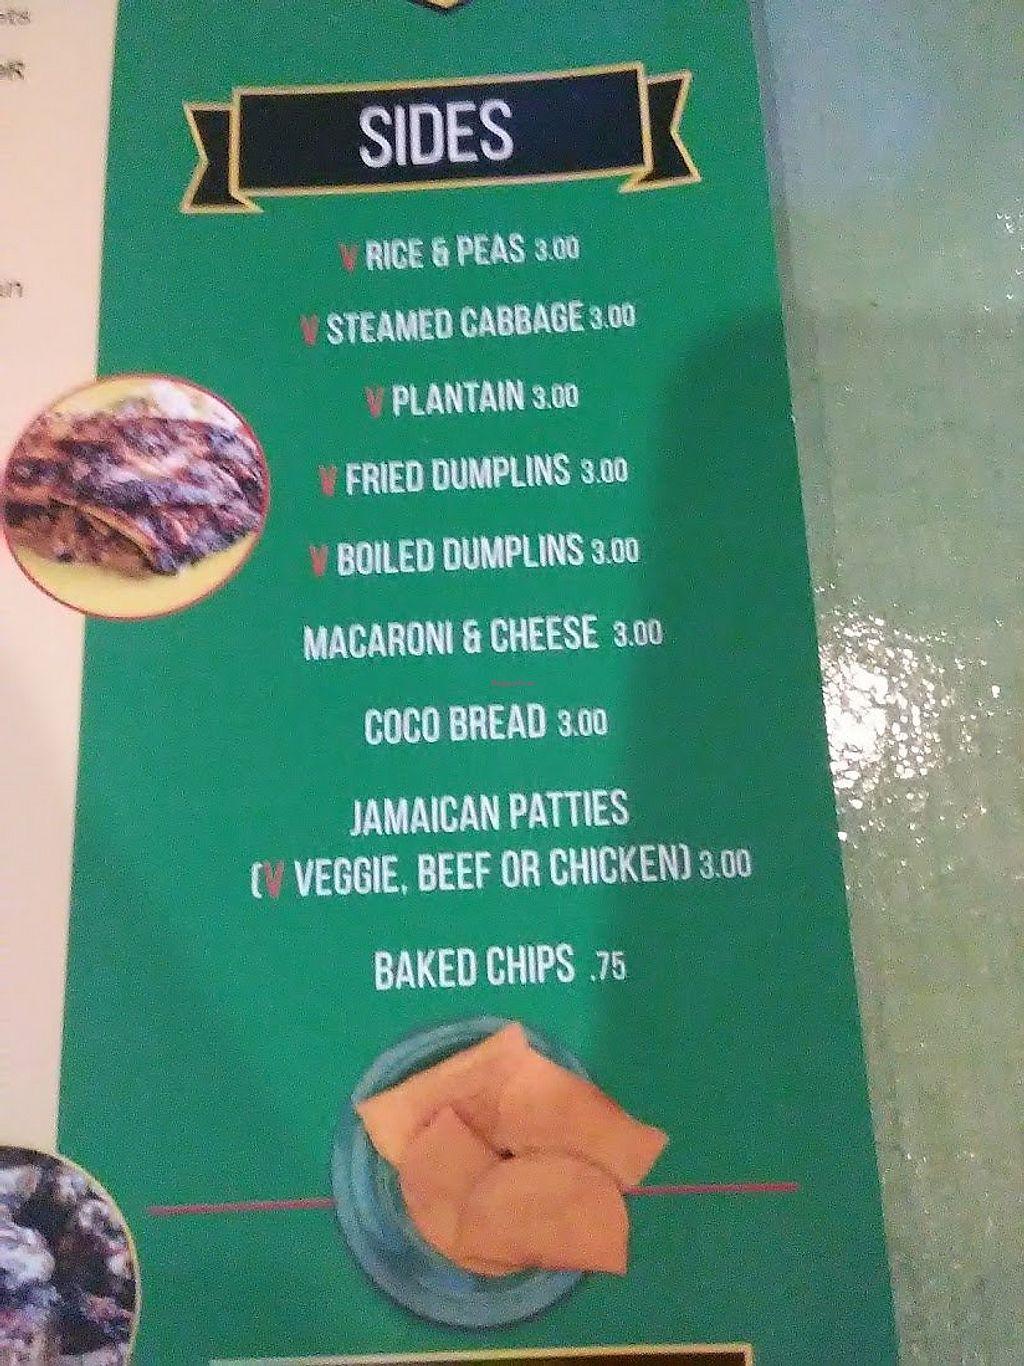 ets
SIDES
V RICE & PEAS 3.00
V STEAMED CABBAGE 3.00
V PLANTAIN 3.00
V FRIED DUMPLINS 3.00
V BOILED DUMPLINS 3.00
MACARONI & CHEESE 3.00
COCO BREAD 3.00
JAMAICAN PATTIES
(V VEGGIE, BEEF OR CHICKEN) 3.00
BAKED CHIPS .75